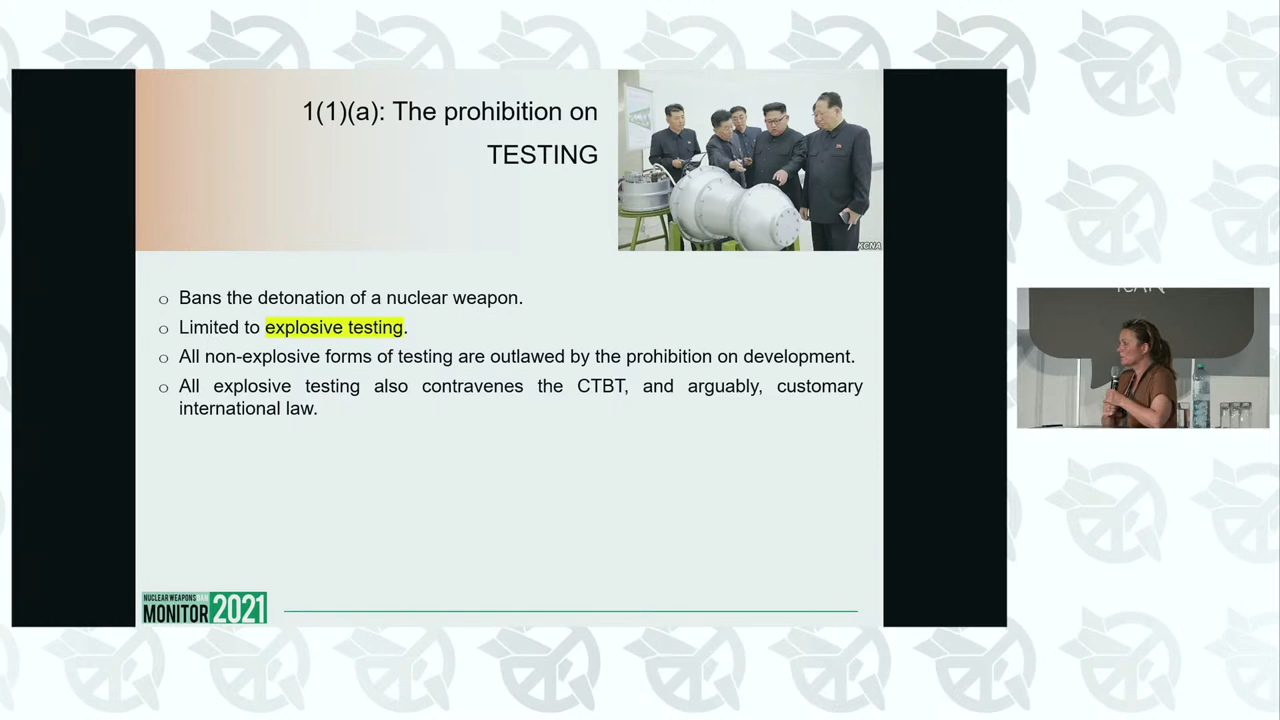 1(1)(a): The prohibition on
TESTING
KCNA
o Bans the detonation of a nuclear weapon.
o Limited to explosive testing.
o All non-explosive forms of testing are outlawed by the prohibition on development.
o All explosive testing also contravenes the CTBT, and arguably, customary
international law.
ICAN
NUCLEAR WEAPONS BAN
MONITOR 2021